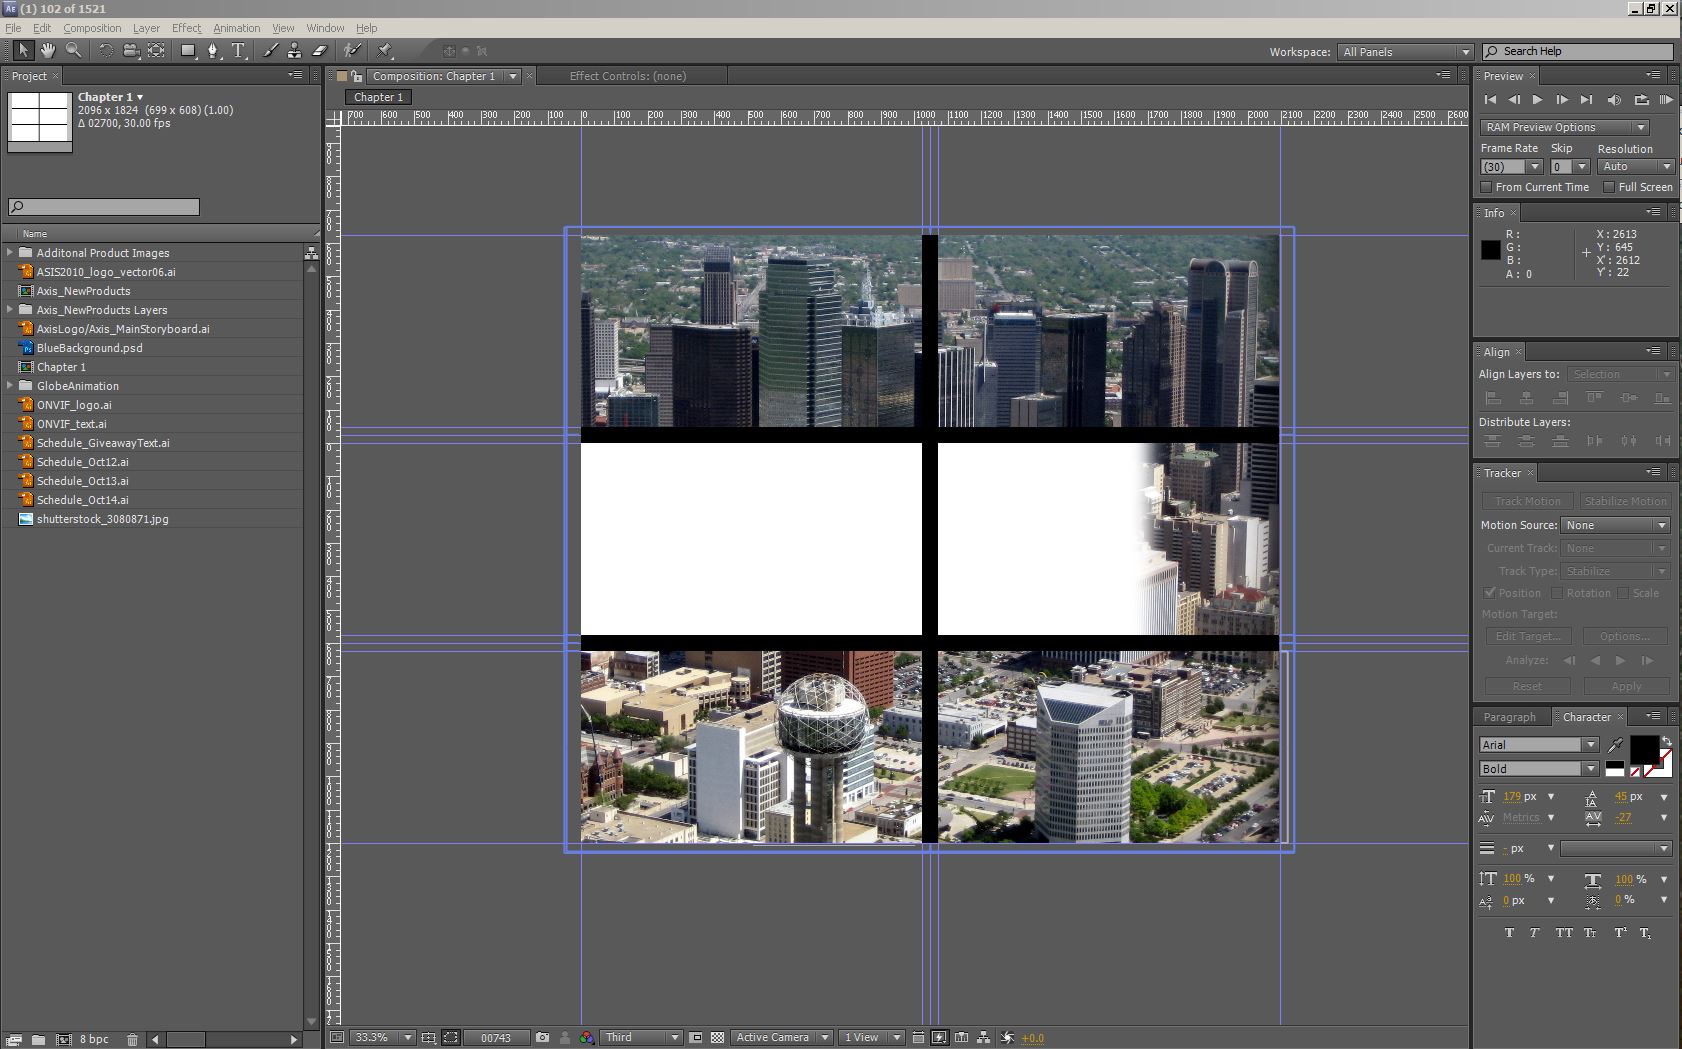 (1) 102 of 1521
File Edit Composition Layer Effect Animation View Window Help
Workspace: All Panels Search Help
Project
Chapter 1
2096 x 1824 (699 x 608) (1.00)
Δ 02700, 30.00 fps
Name
Additonal Product Images
ASIS2010_logo_vector06.ai
Axis_NewProducts
Axis_NewProducts Layers
AxisLogo/Axis_MainStoryboard.ai
BlueBackground.psd
Chapter 1
GlobeAnimation
ONVIF_logo.ai
ONVIF_text.ai
Schedule_GiveawayText.ai
Schedule_Oct12.ai
Schedule_Oct13.ai
Schedule_Oct14.ai
shutterstock_3080871.jpg
8 bpc
Composition: Chapter 1 Effect Controls: (none)
Chapter 1
700 600 500 400 300 200 100 0 100 200 300 400 500 600 700 800 900 1000 1100 1200 1300 1400 1500 1600 1700 1800 1900 2000 2100 2200 2300 2400 2500 2600
33.3% 00743 Third Active Camera 1 View +0.0
Preview
RAM Preview Options
Frame Rate Skip Resolution
(30) 0 Auto
From Current Time Full Screen
Info
R : X : 2613
G : Y : 645
B : X' : 2612
A : 0 Y' : 22
Align
Align Layers to: Selection
Distribute Layers:
Tracker
Track Motion Stabilize Motion
Motion Source: None
Current Track: None
Track Type: Stabilize
Position Rotation Scale
Motion Target:
Edit Target... Options...
Analyze:
Reset Apply
Paragraph Character
Arial
Bold
179 px 45 px
Metrics -27
- px
100 % 100 %
0 px 0 %
T T TT Tt T¹ T₁